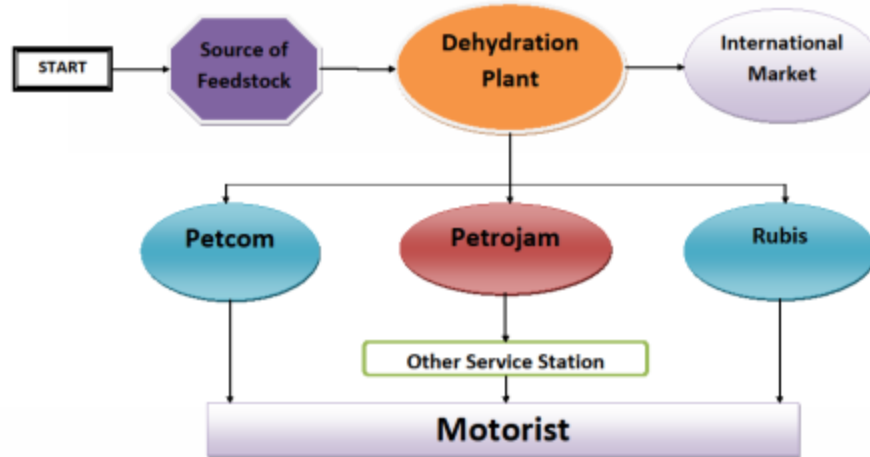 START
Source of
Feedstock
Dehydration
Plant
International
Market
Petcom
Petrojam
Rubis
Other Service Station
Motorist